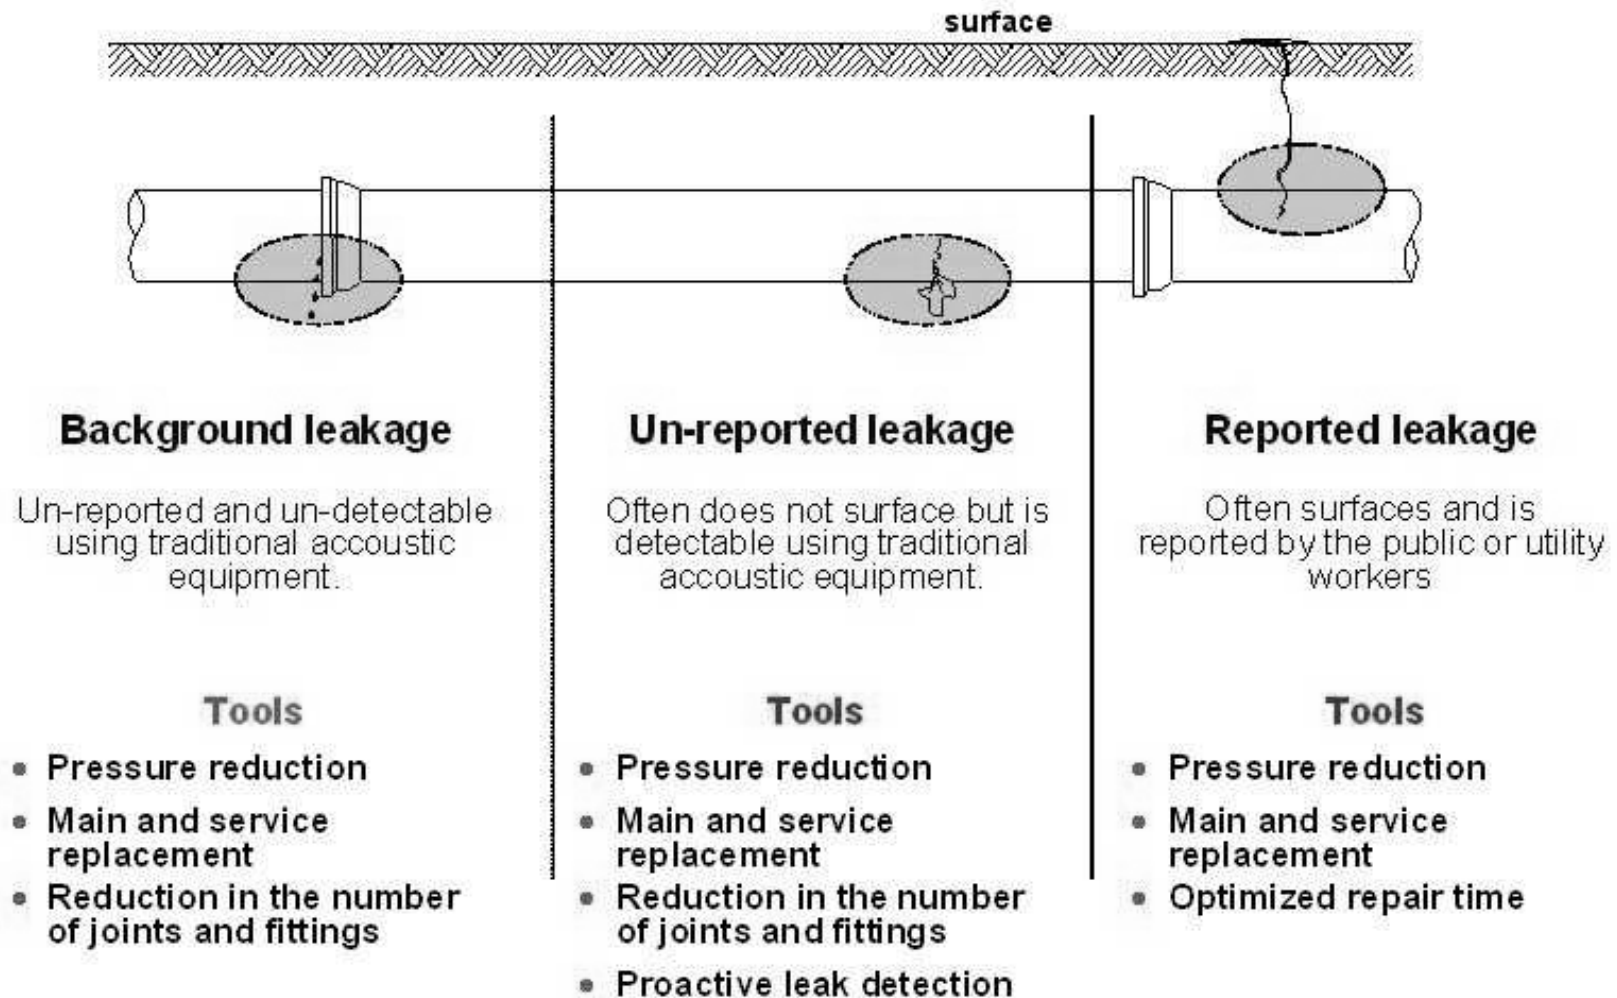 surface
Background leakage
Un-reported and un-detectable
using traditional accoustic
equipment.
Tools
• Pressure reduction
• Main and service
replacement
• Reduction in the number
of joints and fittings
Un-reported leakage
Often does not surface but is
detectable using traditional
accoustic equipment.
Tools
• Pressure reduction
• Main and service
replacement
• Reduction in the number
of joints and fittings
• Proactive leak detection
Reported leakage
Often surfaces and is
reported by the public or utility
workers
Tools
• Pressure reduction
• Main and service
replacement
• Optimized repair time